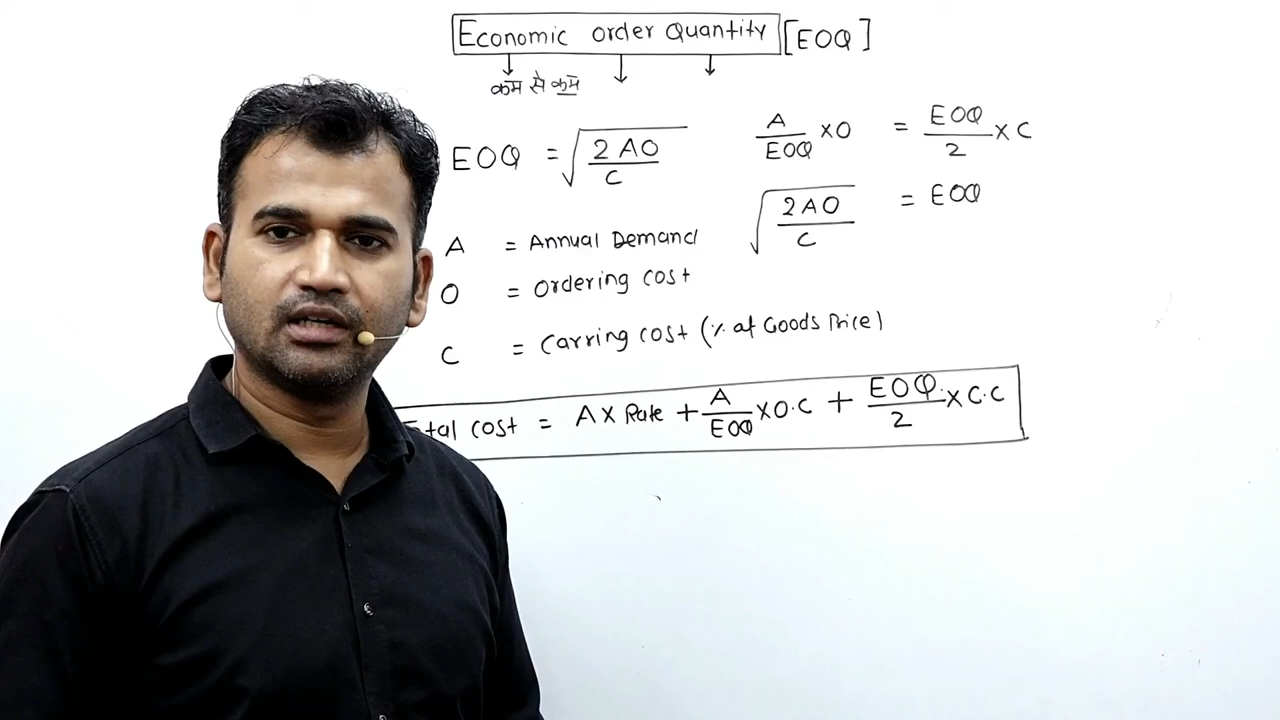 Economic order Quantity [EOQ]
कम से कम
EOQ = √(2AO/C)
A/EOQ × O = EOQ/2 × C
√(2AO/C) = EOQ
A = Annual Demand
O = Ordering cost
C = Carring cost (% of Goods Price)
Total cost = A × Rate + A/EOQ × O.C + EOQ/2 × C.C